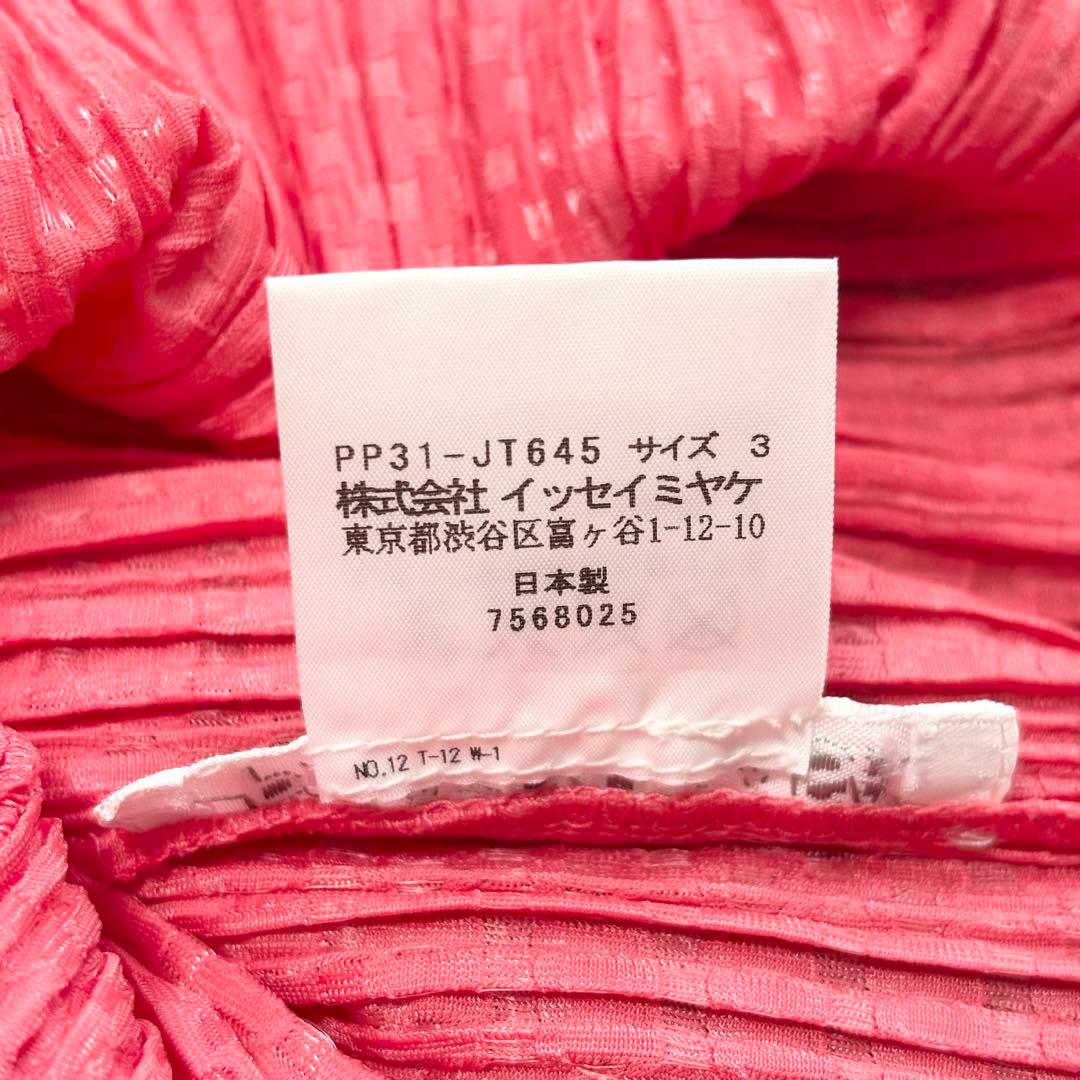 PP31-JT645 サイズ 3
株式会社 イッセイミヤケ
東京都渋谷区富ヶ谷1-12-10
日本製
7568025
NO.12 T-12 W-1